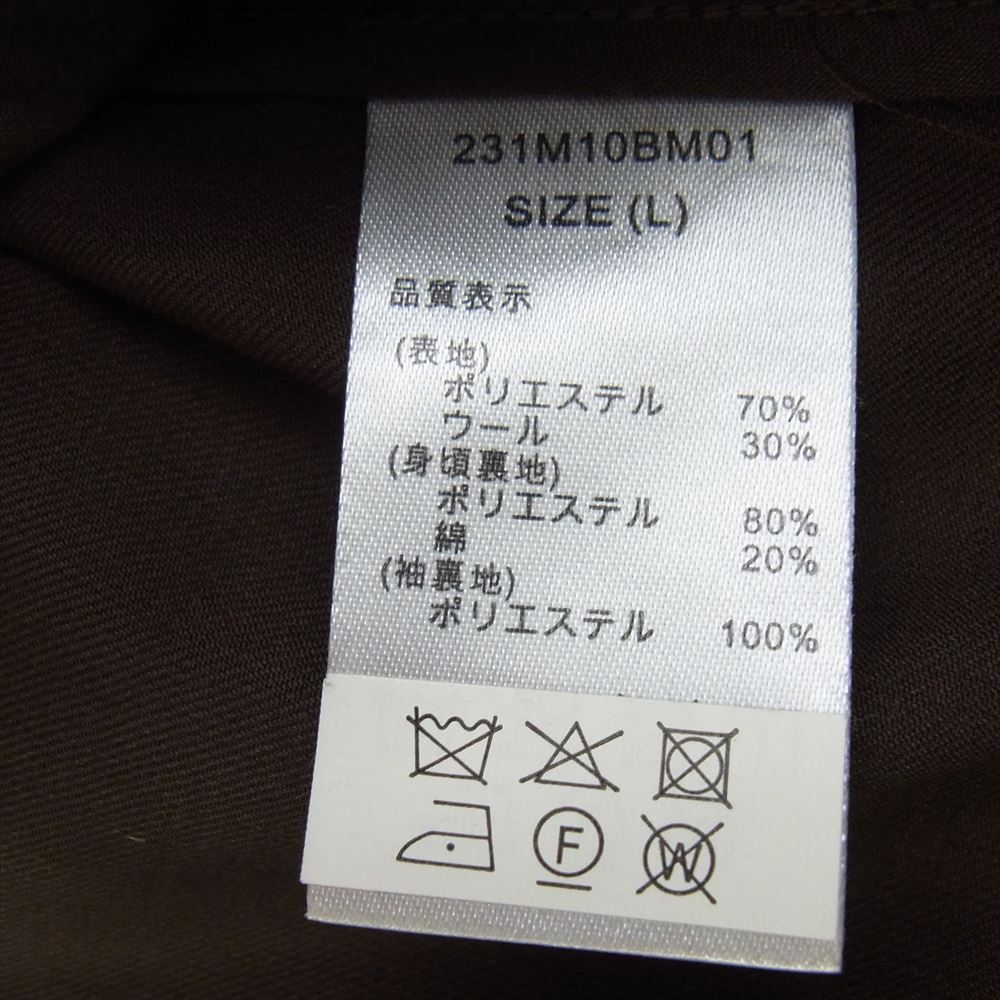 231M10BM01
SIZE (L)
品質表示
(表地)
ポリエステル 70%
ウール 30%
(身頃裏地)
ポリエステル 80%
綿 20%
(袖裏地)
ポリエステル 100%
F W